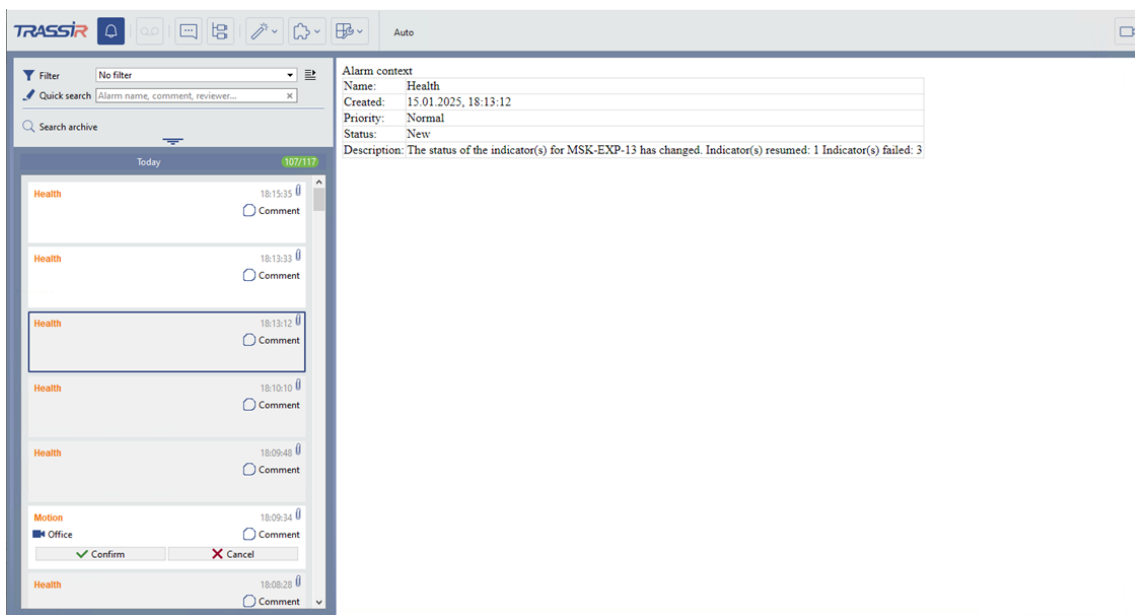 TRASSIR
Auto
Filter
No filter
Quick search
Alarm name, comment, reviewer...
Search archive
Today
107/117
Health
18:15:35
Comment
Health
18:13:33
Comment
Health
18:13:12
Comment
Health
18:10:10
Comment
Health
18:09:48
Comment
Motion
18:09:34
Office
Comment
Confirm
Cancel
Health
18:08:28
Comment
Alarm context
Name: Health
Created: 15.01.2025, 18:13:12
Priority: Normal
Status: New
Description: The status of the indicator(s) for MSK-EXP-13 has changed. Indicator(s) resumed: 1 Indicator(s) failed: 3